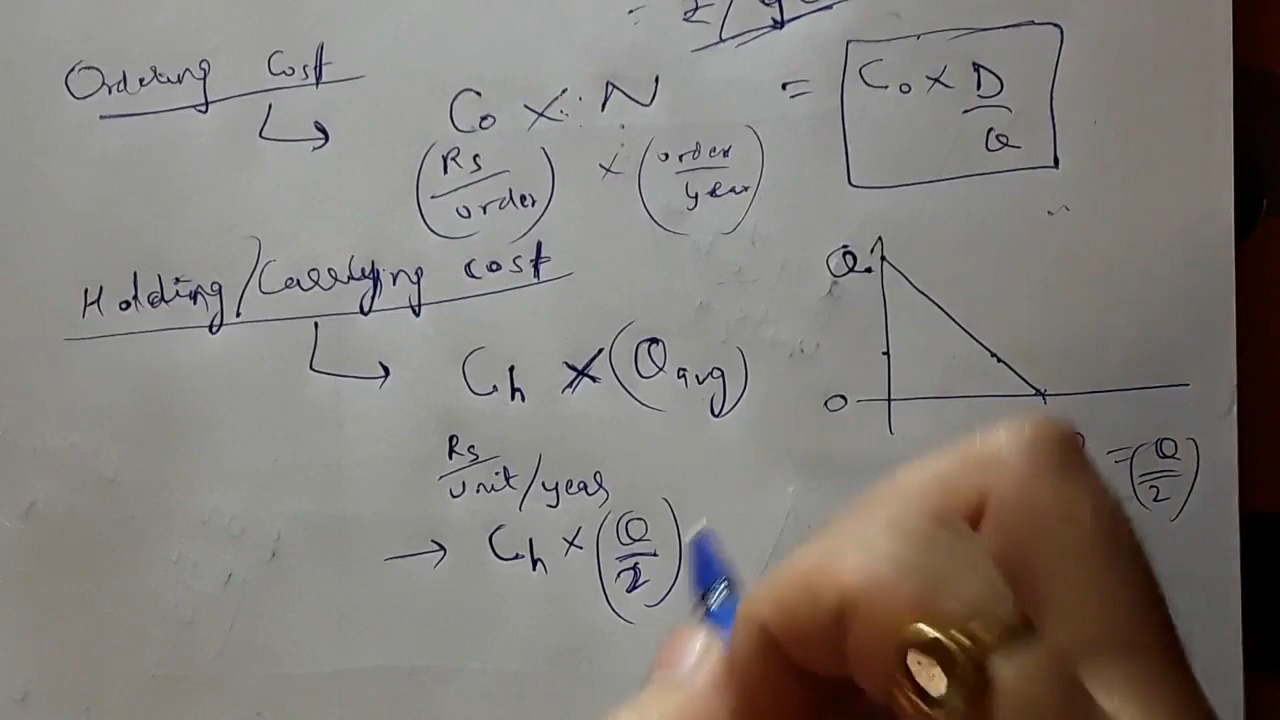 Ordering Cost
Co × N = Co × D/Q
(Rs/order) × (order/year)
Holding/Carrying cost
Q
Ch × (Qavg)
0
Rs/unit/year
= (Q/2)
→ Ch × (Q/2)